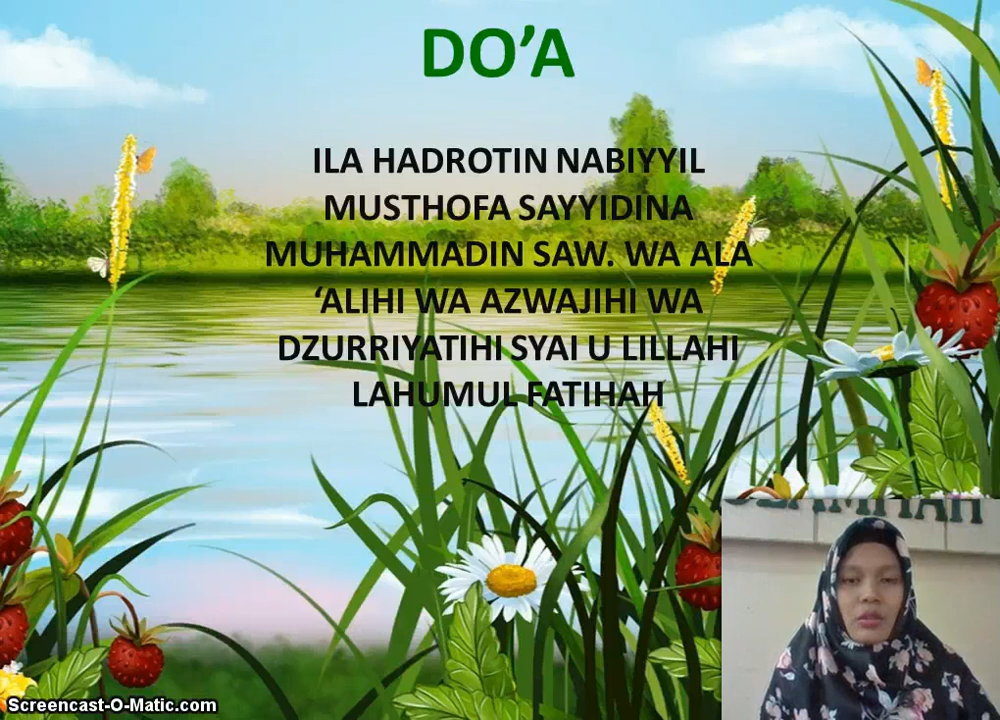 DO’A
ILA HADROTIN NABIYYIL
MUSTHOFA SAYYIDINA
MUHAMMADIN SAW. WA ALA
‘ALIHI WA AZWAJIHI WA
DZURRIYATIHI SYAI U LILLAHI
LAHUMUL FATIHAH
Screencast-O-Matic.com